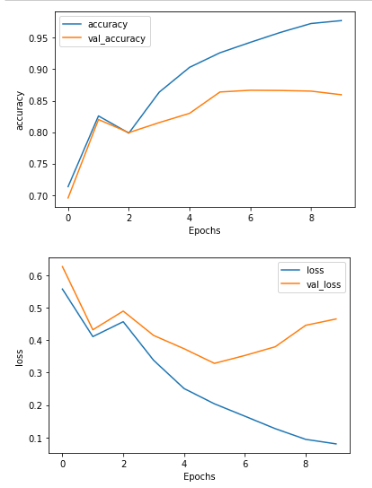 accuracy
val_accuracy
0.95
0.90
0.85
0.80
0.75
0.70
accuracy
0 2 4 6 8
Epochs
loss
val_loss
0.6
0.5
0.4
0.3
0.2
0.1
loss
0 2 4 6 8
Epochs